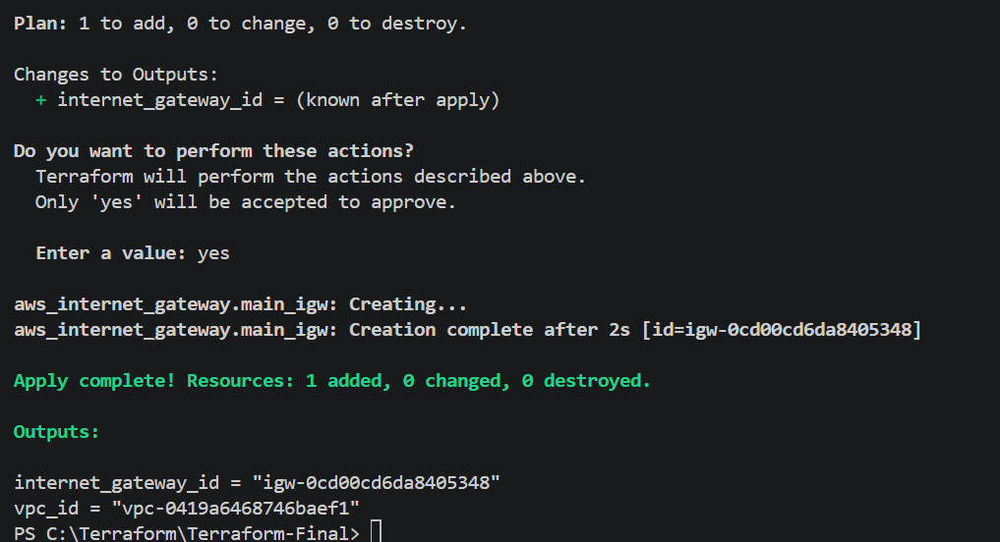 Plan: 1 to add, 0 to change, 0 to destroy.
Changes to Outputs:
+ internet_gateway_id = (known after apply)
Do you want to perform these actions?
Terraform will perform the actions described above.
Only 'yes' will be accepted to approve.
Enter a value: yes
aws_internet_gateway.main_igw: Creating...
aws_internet_gateway.main_igw: Creation complete after 2s [id=igw-0cd00cd6da8405348]
Apply complete! Resources: 1 added, 0 changed, 0 destroyed.
Outputs:
internet_gateway_id = "igw-0cd00cd6da8405348"
vpc_id = "vpc-0419a6468746baef1"
PS C:\Terraform\Terraform-Final>